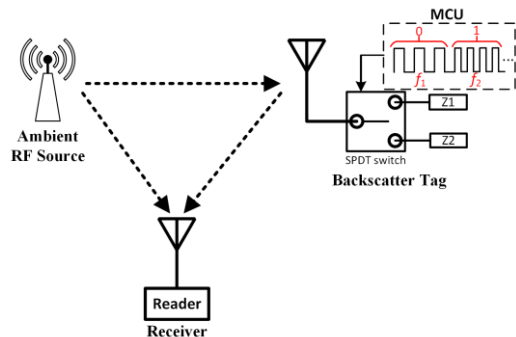 MCU
0 1
...
f1 f2
Z1
Z2
SPDT switch
Backscatter Tag
Ambient
RF Source
Reader
Receiver